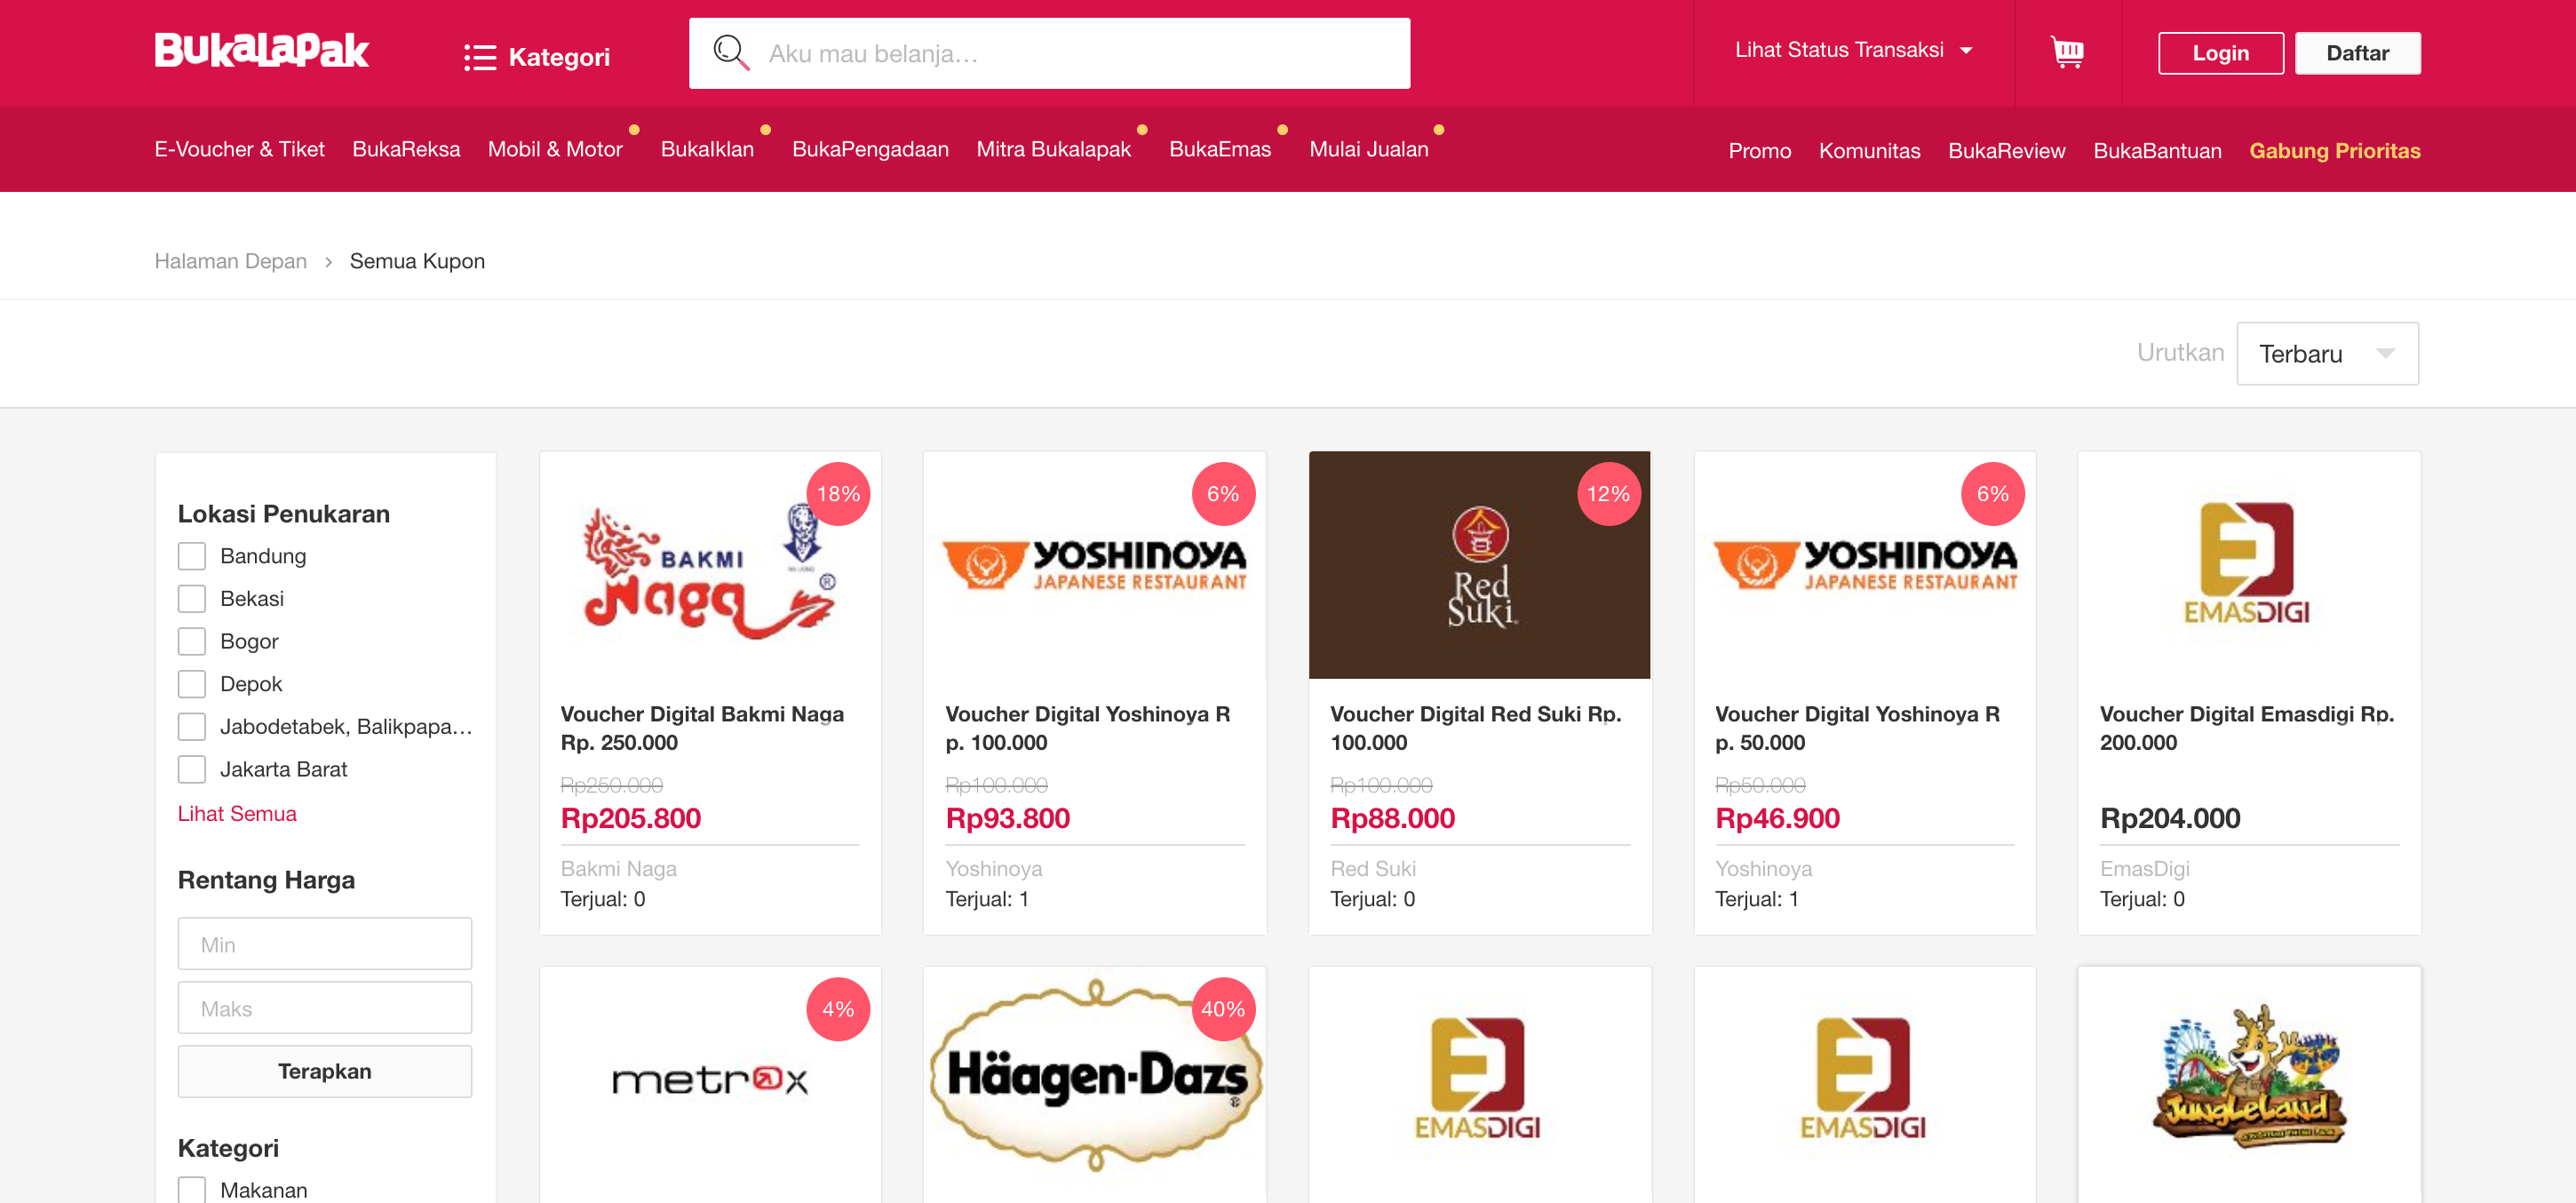 BukaLapak
Kategori
Aku mau belanja...
Lihat Status Transaksi
Login
Daftar
E-Voucher & Tiket
BukaReksa
Mobil & Motor
BukaIklan
BukaPengadaan
Mitra Bukalapak
BukaEmas
Mulai Jualan
Promo
Komunitas
BukaReview
BukaBantuan
Gabung Prioritas
Halaman Depan › Semua Kupon
Urutkan
Terbaru
Lokasi Penukaran
Bandung
Bekasi
Bogor
Depok
Jabodetabek, Balikpapa...
Jakarta Barat
Lihat Semua
Rentang Harga
Min
Maks
Terapkan
Kategori
Makanan
18%
BAKMI
Naga
®
Voucher Digital Bakmi Naga
Rp. 250.000
Rp250.000
Rp205.800
Bakmi Naga
Terjual: 0
6%
YOSHINOYA
JAPANESE RESTAURANT
Voucher Digital Yoshinoya R
p. 100.000
Rp100.000
Rp93.800
Yoshinoya
Terjual: 1
12%
Red
Suki
Voucher Digital Red Suki Rp.
100.000
Rp100.000
Rp88.000
Red Suki
Terjual: 0
6%
YOSHINOYA
JAPANESE RESTAURANT
Voucher Digital Yoshinoya R
p. 50.000
Rp50.000
Rp46.900
Yoshinoya
Terjual: 1
EMASDIGI
Voucher Digital Emasdigi Rp.
200.000
Rp204.000
EmasDigi
Terjual: 0
4%
metrox
40%
Häagen-Dazs
®
EMASDIGI
EMASDIGI
JungleLand
ADVENTURE THEME PARK